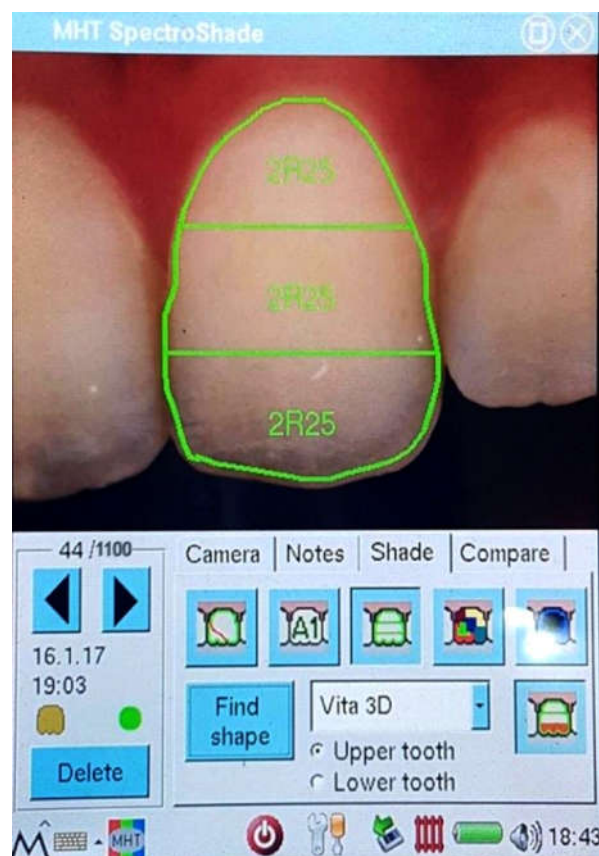 MHT SpectroShade
2R25
2R25
2R25
44 /1100
Camera Notes Shade Compare
A1
16.1.17
19:03
Find shape
Vita 3D
Upper tooth
Lower tooth
Delete
MHT
18:43